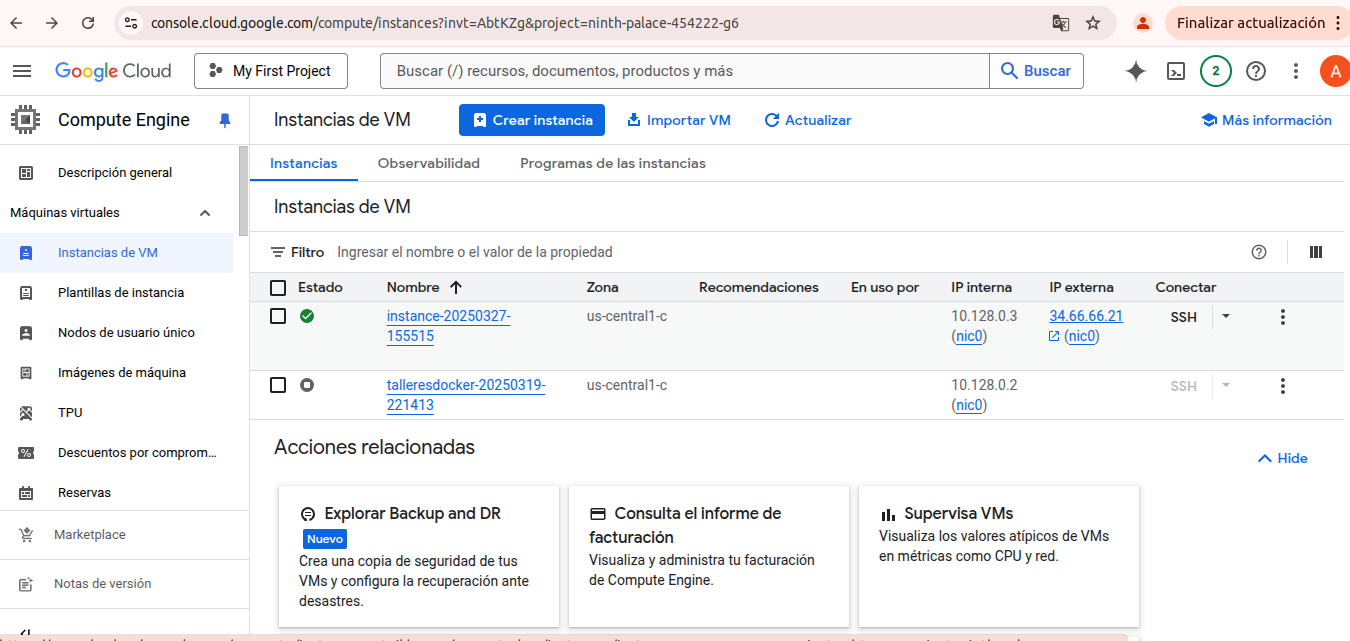 console.cloud.google.com/compute/instances?invt=AbtKZg&project=ninth-palace-454222-g6
Finalizar actualización
Google Cloud
My First Project
Buscar (/) recursos, documentos, productos y más
Buscar
2
A
Compute Engine
Instancias de VM
Crear instancia
Importar VM
Actualizar
Más información
Descripción general
Máquinas virtuales
Instancias de VM
Plantillas de instancia
Nodos de usuario único
Imágenes de máquina
TPU
Descuentos por comprom...
Reservas
Marketplace
Notas de versión
Instancias
Observabilidad
Programas de las instancias
Instancias de VM
Filtro Ingresar el nombre o el valor de la propiedad
Estado Nombre Zona Recomendaciones En uso por IP interna IP externa Conectar
instance-20250327- us-central1-c 10.128.0.3 34.66.66.21 SSH
155515 (nic0) (nic0)
talleresdocker-20250319- us-central1-c 10.128.0.2 SSH
221413 (nic0)
Acciones relacionadas
Hide
Explorar Backup and DR
Nuevo
Crea una copia de seguridad de tus
VMs y configura la recuperación ante
desastres.
Consulta el informe de
facturación
Visualiza y administra tu facturación
de Compute Engine.
Supervisa VMs
Visualiza los valores atípicos de VMs
en métricas como CPU y red.